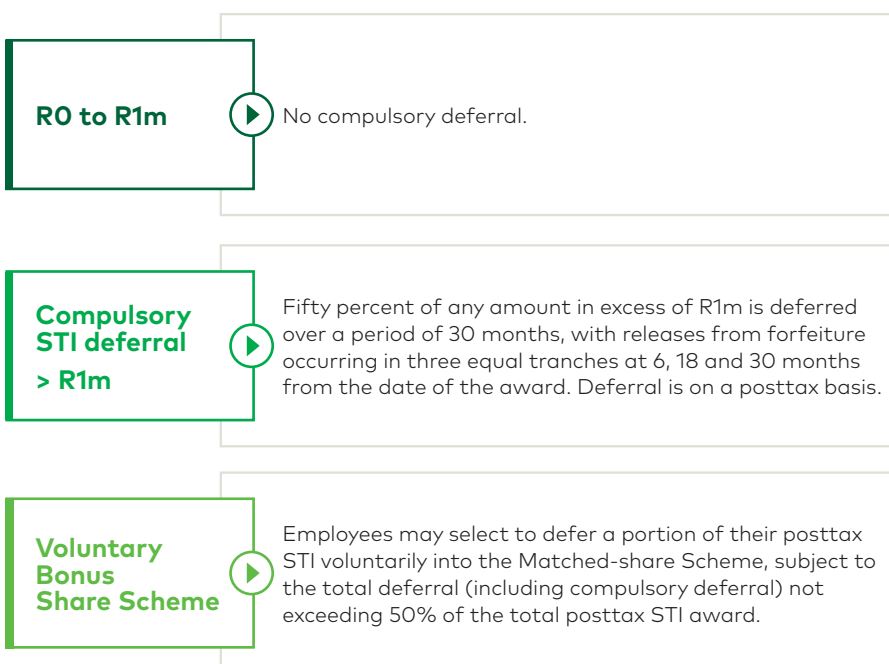 R0 to R1m
No compulsory deferral.
Compulsory
STI deferral
> R1m
Fifty percent of any amount in excess of R1m is deferred
over a period of 30 months, with releases from forfeiture
occurring in three equal tranches at 6, 18 and 30 months
from the date of the award. Deferral is on a posttax basis.
Voluntary
Bonus
Share Scheme
Employees may select to defer a portion of their posttax
STI voluntarily into the Matched-share Scheme, subject to
the total deferral (including compulsory deferral) not
exceeding 50% of the total posttax STI award.